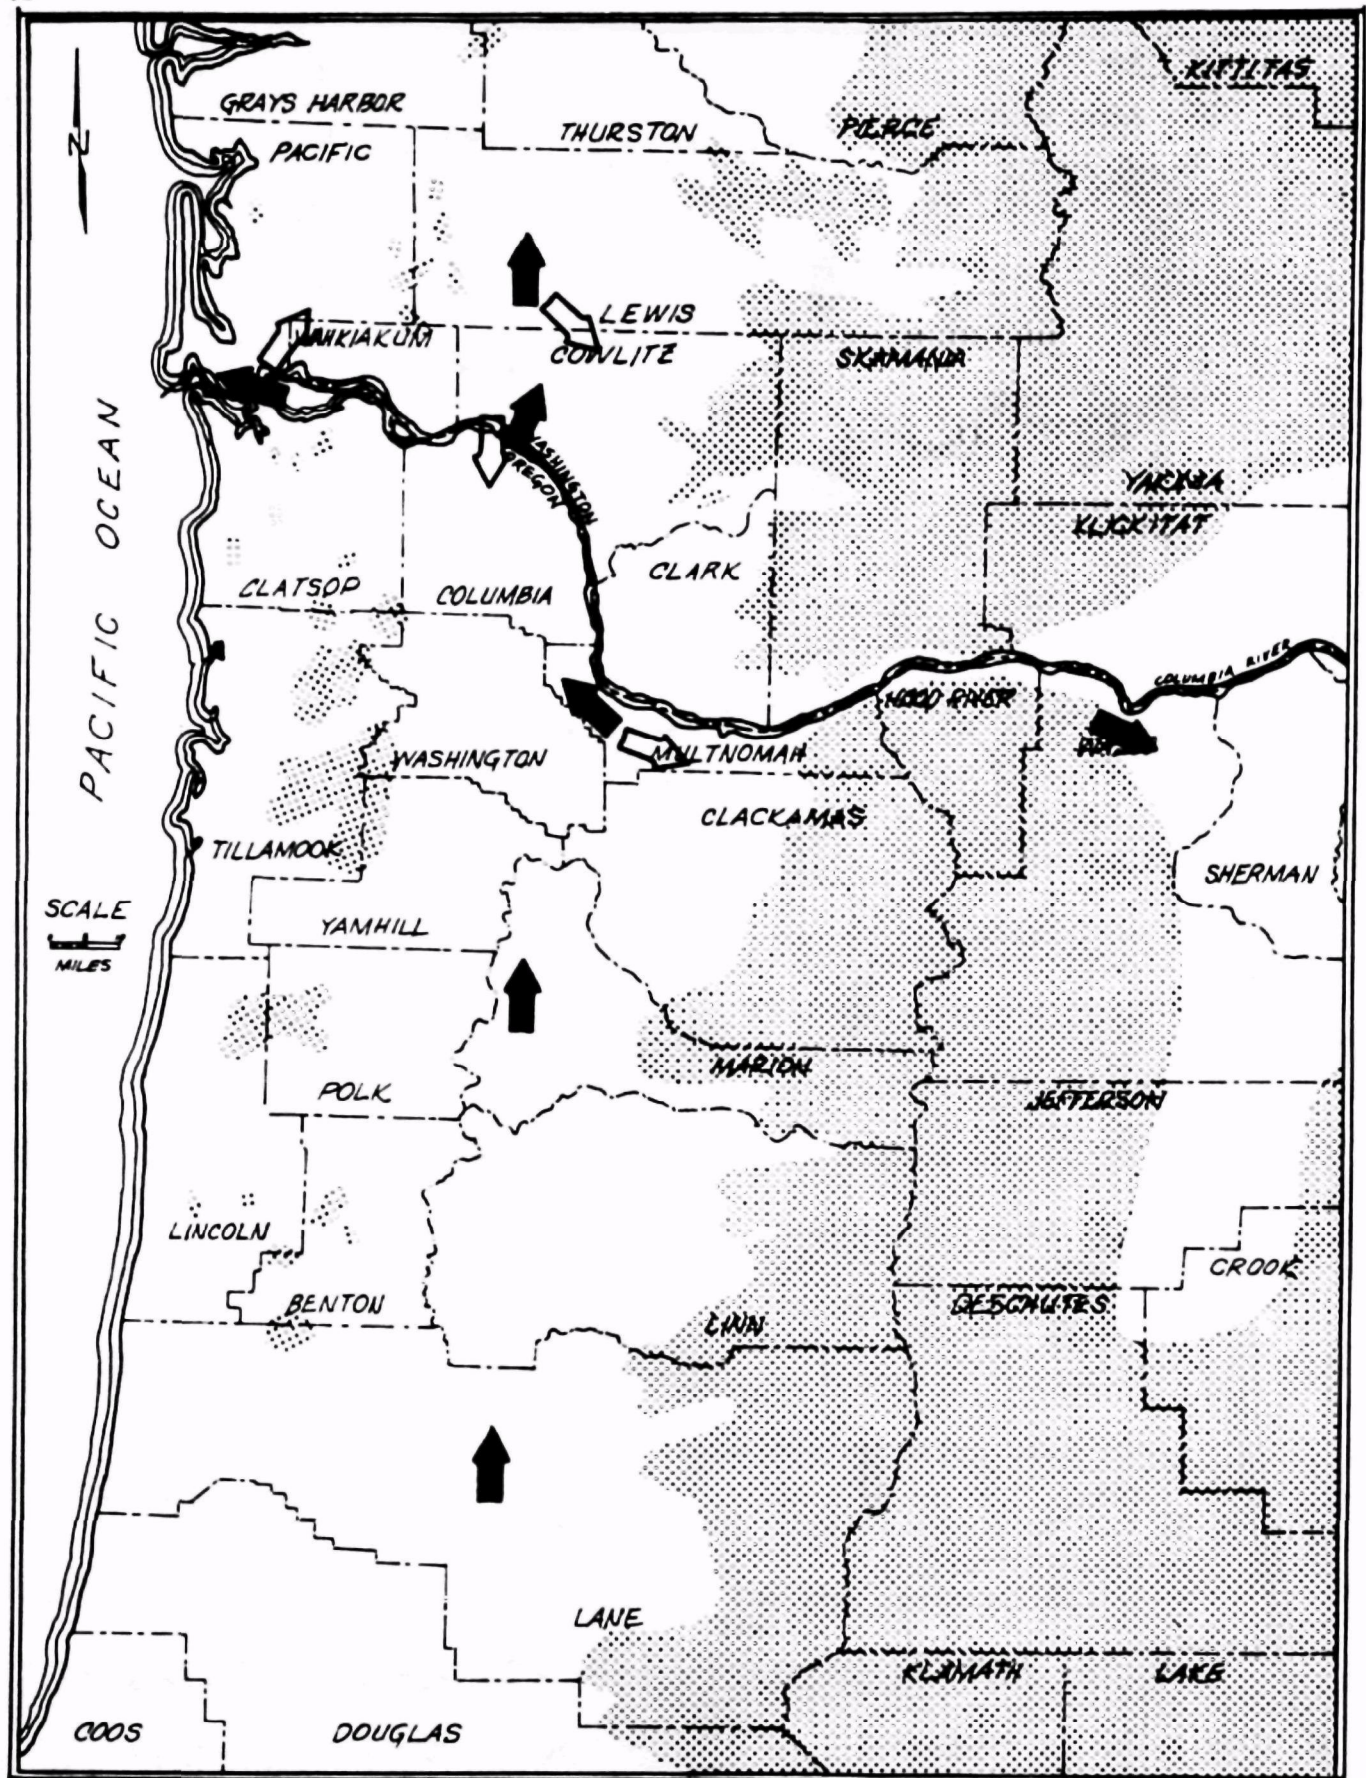 KITTITAS
GRAYS HARBOR
THURSTON
PIERCE
N
PACIFIC
LEWIS
WAHKIAKUM
COWLITZ
SKAMANIA
PACIFIC OCEAN
WASHINGTON
OREGON
YAKIMA
KLICKITAT
CLARK
CLATSOP
COLUMBIA
COLUMBIA RIVER
HOOD RIVER
MULTNOMAH
WASHINGTON
CLACKAMAS
TILLAMOOK
SHERMAN
SCALE
MILES
YAMHILL
MARION
POLK
JEFFERSON
LINCOLN
CROOK
BENTON
DESCHUTES
LINN
LANE
KLAMATH
LAKE
COOS
DOUGLAS